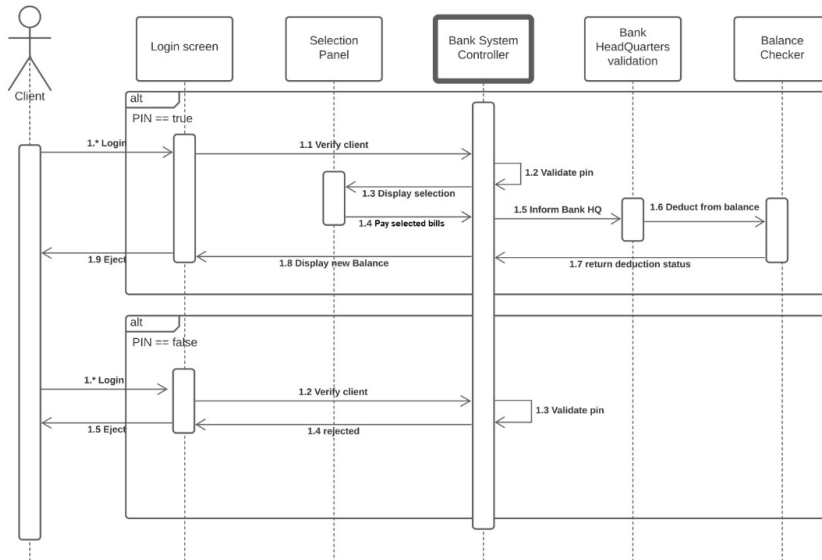 Client
Login screen
Selection
Panel
Bank System
Controller
Bank
HeadQuarters
validation
Balance
Checker
alt
PIN == true
1.* Login
1.1 Verify client
1.2 Validate pin
1.3 Display selection
1.4 Pay selected bills
1.5 Inform Bank HQ
1.6 Deduct from balance
1.7 return deduction status
1.8 Display new Balance
1.9 Eject
alt
PIN == false
1.* Login
1.2 Verify client
1.3 Validate pin
1.4 rejected
1.5 Eject